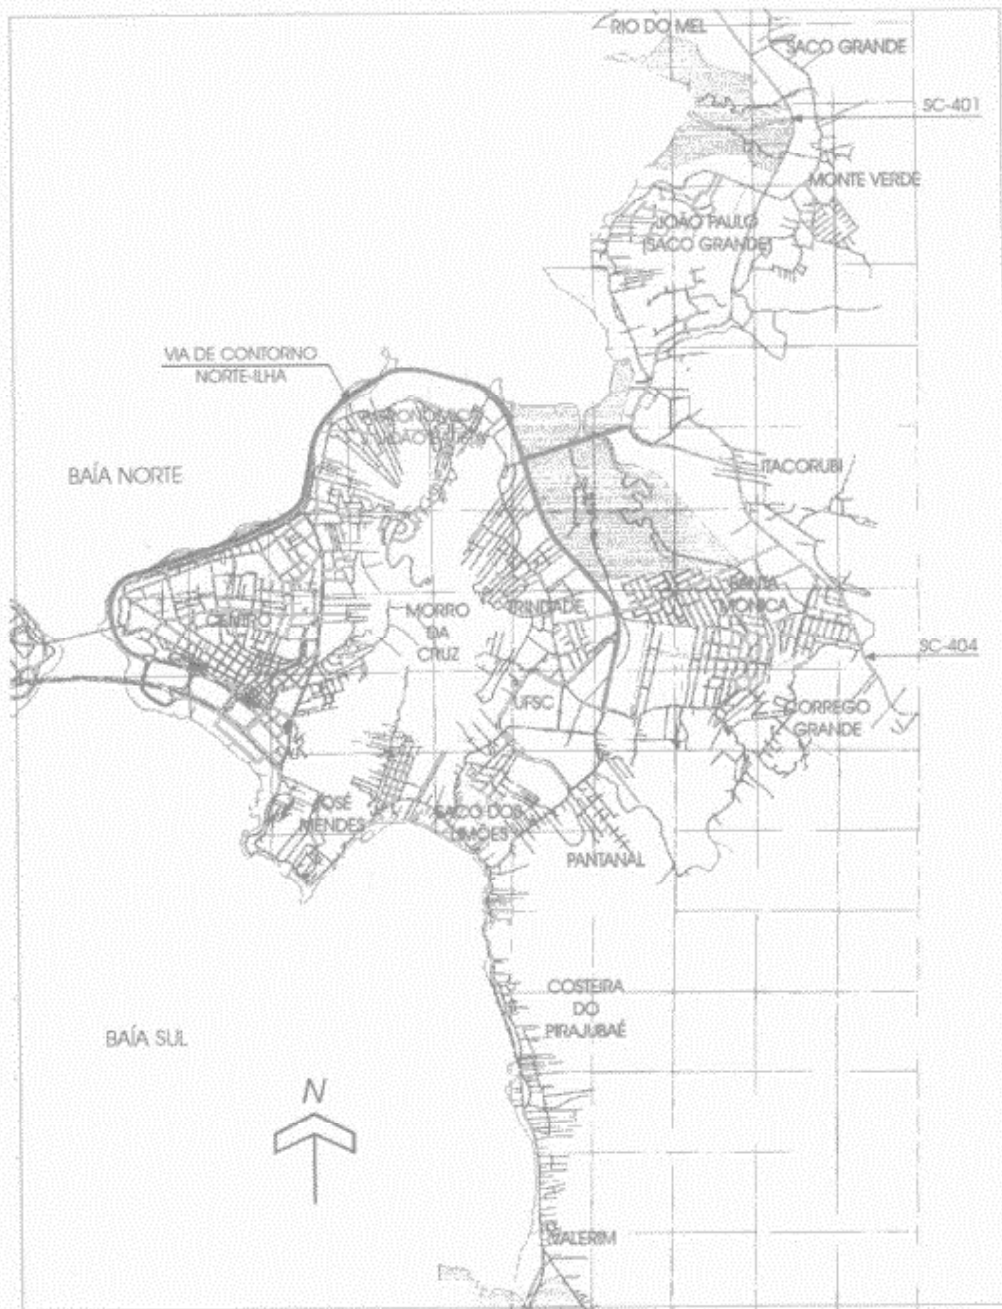 RIO DO MEL
SACO GRANDE
SC-401
MONTE VERDE
JOÃO PAULO
(SACO GRANDE)
VIA DE CONTORNO
NORTE-ILHA
BAÍA NORTE
ITACORUBI
SANTA
MONICA
TRINDADE
CENTRO
MORRO
DA
CRUZ
SC-404
UFSC
CORREGO
GRANDE
JOSÉ
MENDES
SACO DOS
LIMÕES
PANTANAL
COSTEIRA
DO
PIRAJUBAÉ
BAÍA SUL
N
VALERIM